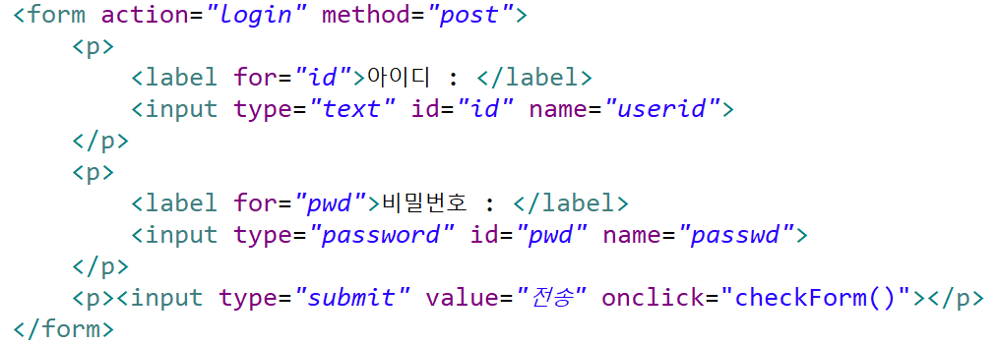 <form action="login" method="post">
    <p>
        <label for="id">아이디 : </label>
        <input type="text" id="id" name="userid">
    </p>
    <p>
        <label for="pwd">비밀번호 : </label>
        <input type="password" id="pwd" name="passwd">
    </p>
    <p><input type="submit" value="전송" onclick="checkForm()"></p>
</form>